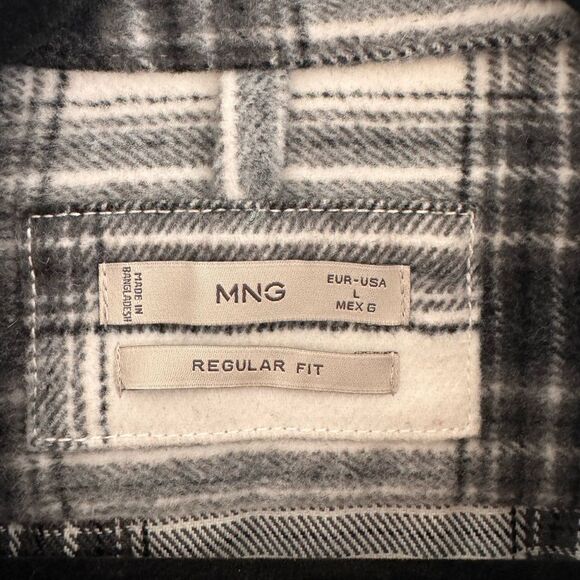 MADE IN
BANGLADESH
MNG
EUR-USA
L
MEX G
REGULAR FIT